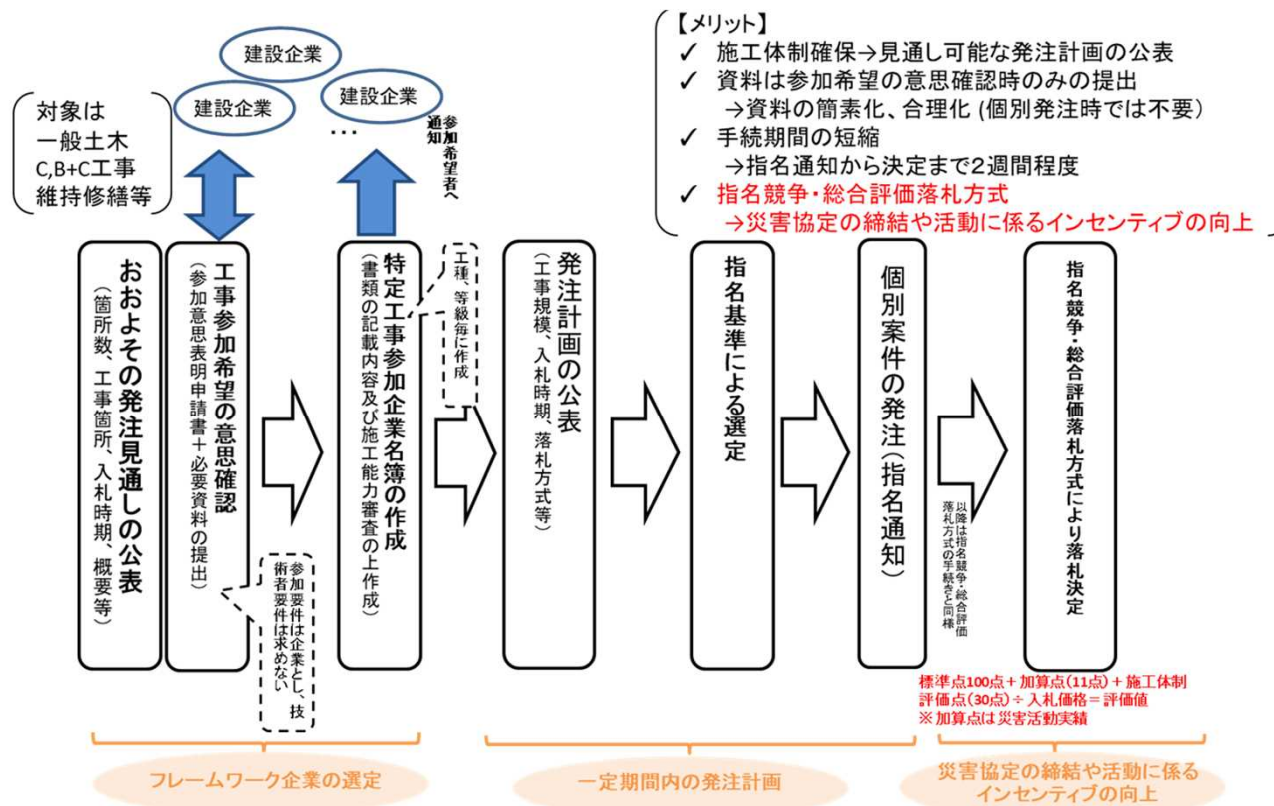 建設企業
建設企業
建設企業
…
対象は
一般土木
C,B+C工事
維持修繕等
参加希望者へ
通知
【メリット】
✓ 施工体制確保→見通し可能な発注計画の公表
✓ 資料は参加希望の意思確認時のみの提出
→資料の簡素化、合理化 (個別発注時では不要)
✓ 手続期間の短縮
→指名通知から決定まで2週間程度
✓ 指名競争・総合評価落札方式
→災害協定の締結や活動に係るインセンティブの向上
おおよその発注見通しの公表
(箇所数、工事箇所、入札時期、概要等)
工事参加希望の意思確認
(参加意思表明申請書+必要資料の提出)
参加要件は企業とし、技
術者要件は求めない
特定工事参加企業名簿の作成
(書類の記載内容及び施工能力審査の上作成)
工種、等級毎に作成
発注計画の公表
(工事規模、入札時期、落札方式等)
指名基準による選定
個別案件の発注(指名通知)
以降は指名競争・総合評価
落札方式の手続きと同様
指名競争・総合評価落札方式により落札決定
標準点100点+加算点(11点)+施工体制
評価点(30点)÷入札価格=評価値
※加算点は災害活動実績
フレームワーク企業の選定
一定期間内の発注計画
災害協定の締結や活動に係る
インセンティブの向上